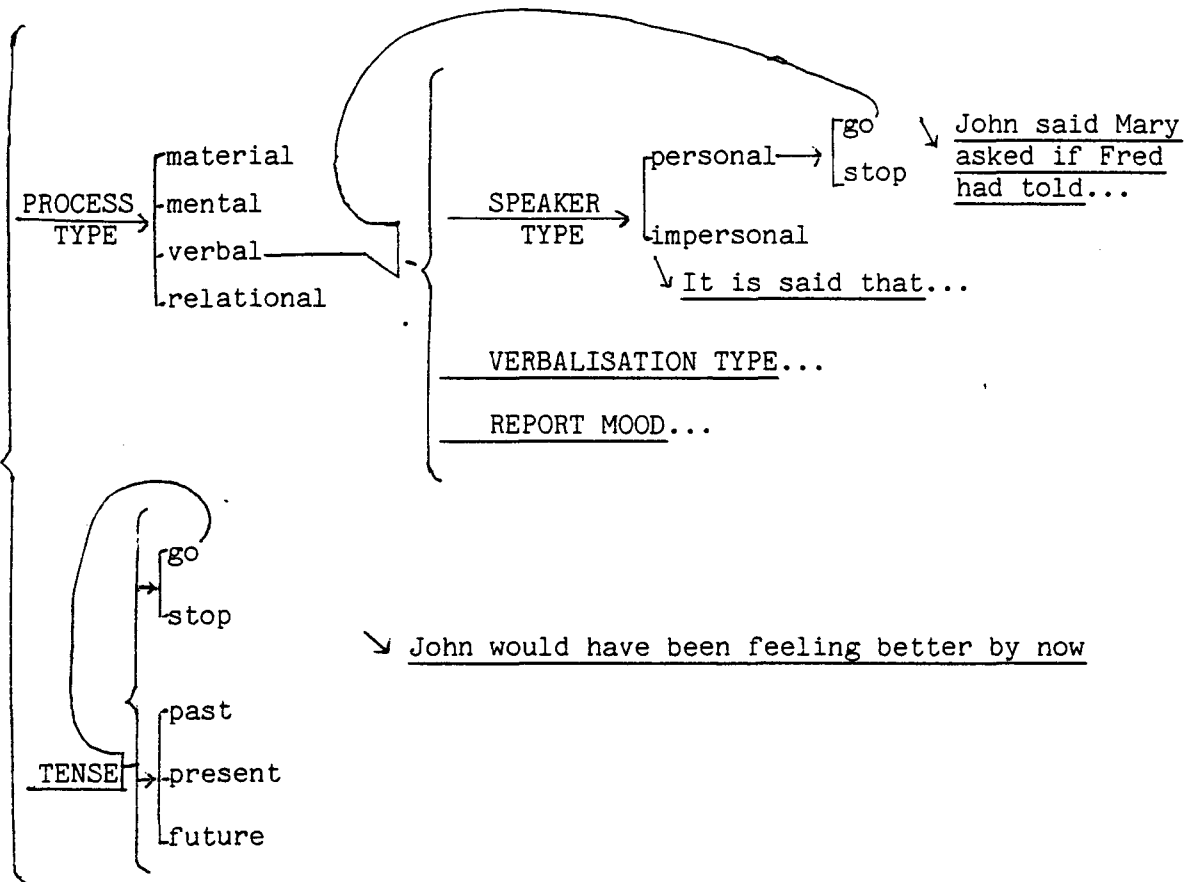 PROCESS
TYPE
material
mental
verbal
relational
SPEAKER
TYPE
personal
impersonal
go
stop
John said Mary
asked if Fred
had told...
It is said that...
VERBALISATION TYPE...
REPORT MOOD...
TENSE
go
stop
past
present
future
John would have been feeling better by now